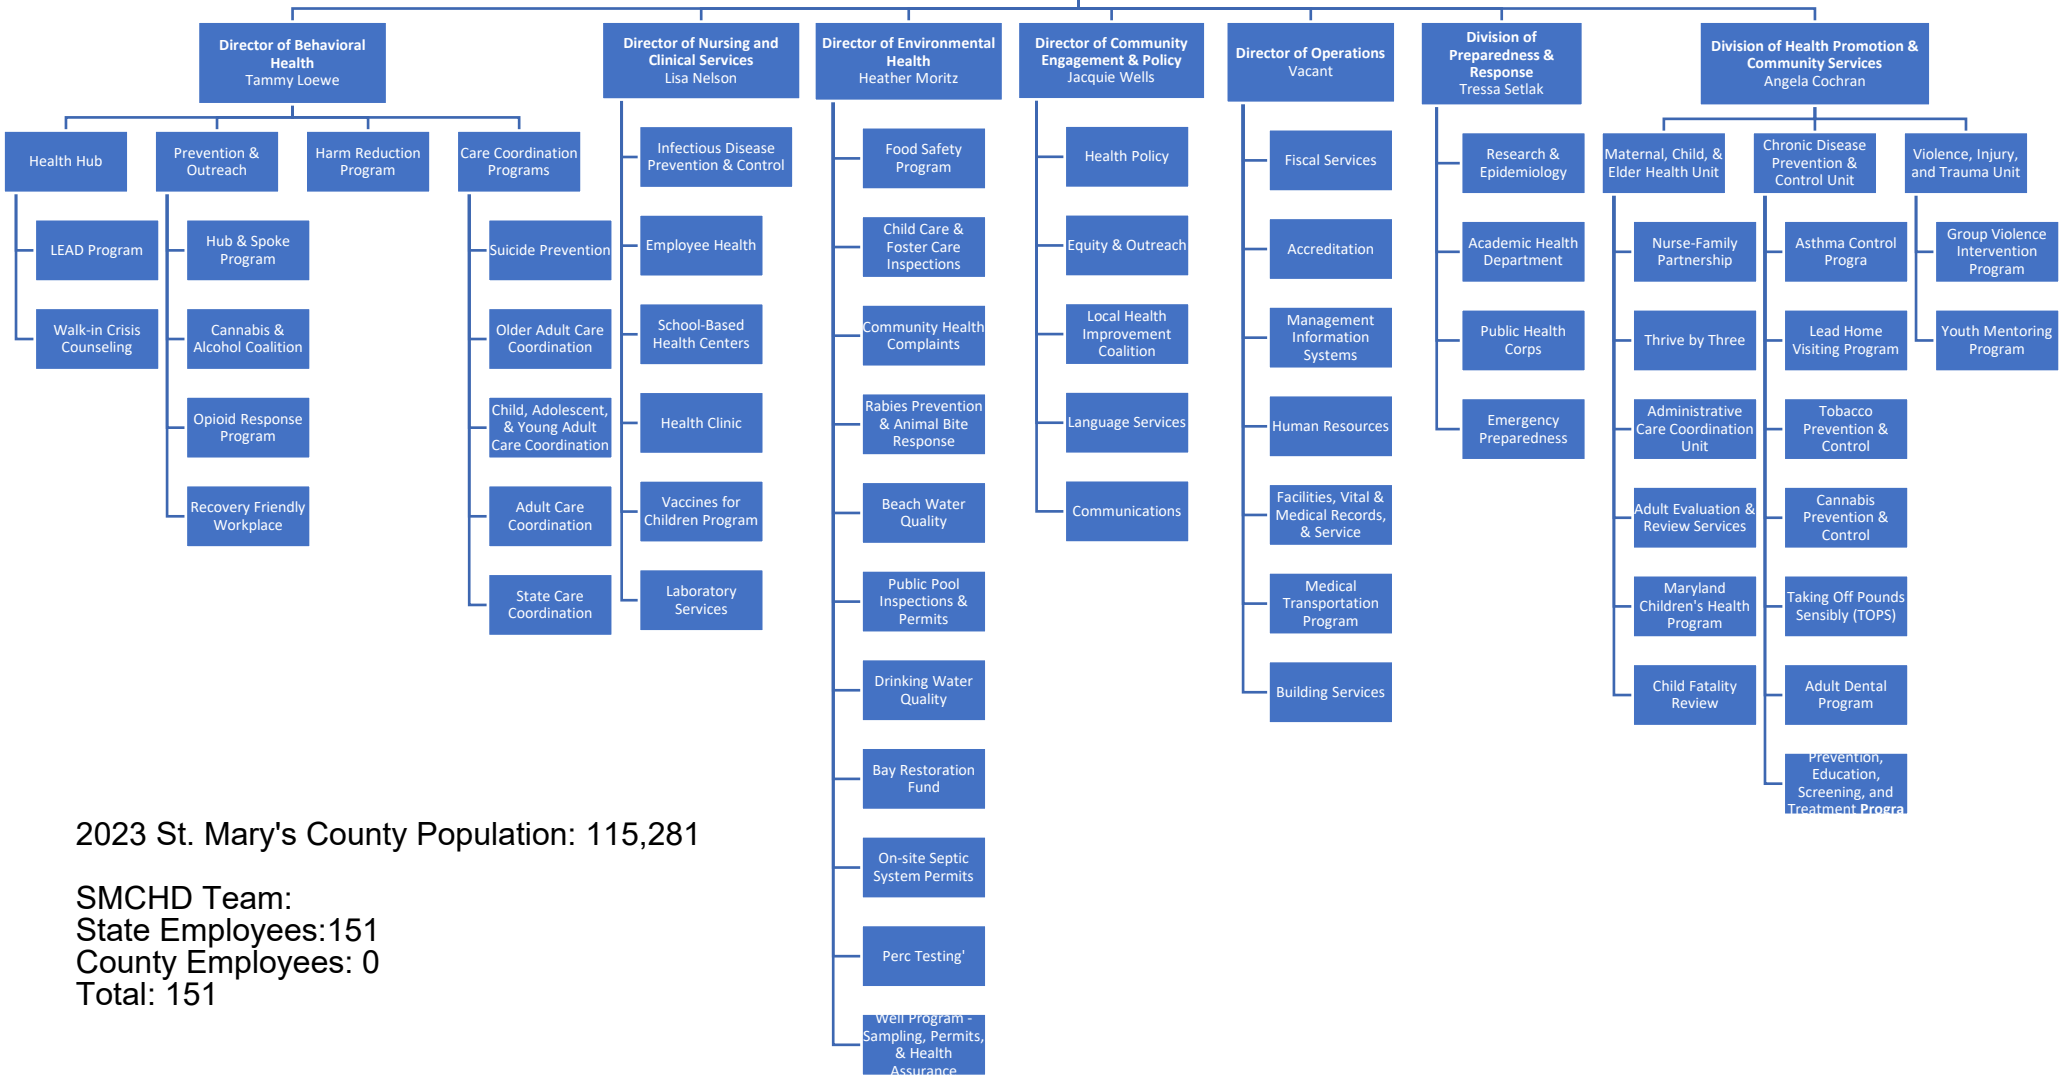 Director of Behavioral
Health
Tammy Loewe
Health Hub
LEAD Program
Walk-in Crisis
Counseling
Prevention &
Outreach
Hub & Spoke
Program
Cannabis &
Alcohol Coalition
Opioid Response
Program
Recovery Friendly
Workplace
Harm Reduction
Program
Care Coordination
Programs
Suicide Prevention
Older Adult Care
Coordination
Child, Adolescent,
& Young Adult
Care Coordination
Adult Care
Coordination
State Care
Coordination
Director of Nursing and
Clinical Services
Lisa Nelson
Infectious Disease
Prevention & Control
Employee Health
School-Based
Health Centers
Health Clinic
Vaccines for
Children Program
Laboratory
Services
Director of Environmental
Health
Heather Moritz
Food Safety
Program
Child Care &
Foster Care
Inspections
Community Health
Complaints
Rabies Prevention
& Animal Bite
Response
Beach Water
Quality
Public Pool
Inspections &
Permits
Drinking Water
Quality
Bay Restoration
Fund
On-site Septic
System Permits
Perc Testing'
Well Program -
Sampling, Permits,
& Health
Assurance
Director of Community
Engagement & Policy
Jacquie Wells
Health Policy
Equity & Outreach
Local Health
Improvement
Coalition
Language Services
Communications
Director of Operations
Vacant
Fiscal Services
Accreditation
Management
Information
Systems
Human Resources
Facilities, Vital &
Medical Records,
& Service
Medical
Transportation
Program
Building Services
Division of
Preparedness &
Response
Tressa Setlak
Research &
Epidemiology
Academic Health
Department
Public Health
Corps
Emergency
Preparedness
Division of Health Promotion &
Community Services
Angela Cochran
Maternal, Child, &
Elder Health Unit
Nurse-Family
Partnership
Thrive by Three
Administrative
Care Coordination
Unit
Adult Evaluation &
Review Services
Maryland
Children's Health
Program
Child Fatality
Review
Chronic Disease
Prevention &
Control Unit
Asthma Control
Progra
Lead Home
Visiting Program
Tobacco
Prevention &
Control
Cannabis
Prevention &
Control
Taking Off Pounds
Sensibly (TOPS)
Adult Dental
Program
Prevention,
Education,
Screening, and
Treatment Progra
Violence, Injury,
and Trauma Unit
Group Violence
Intervention
Program
Youth Mentoring
Program
2023 St. Mary's County Population: 115,281
SMCHD Team:
State Employees:151
County Employees: 0
Total: 151